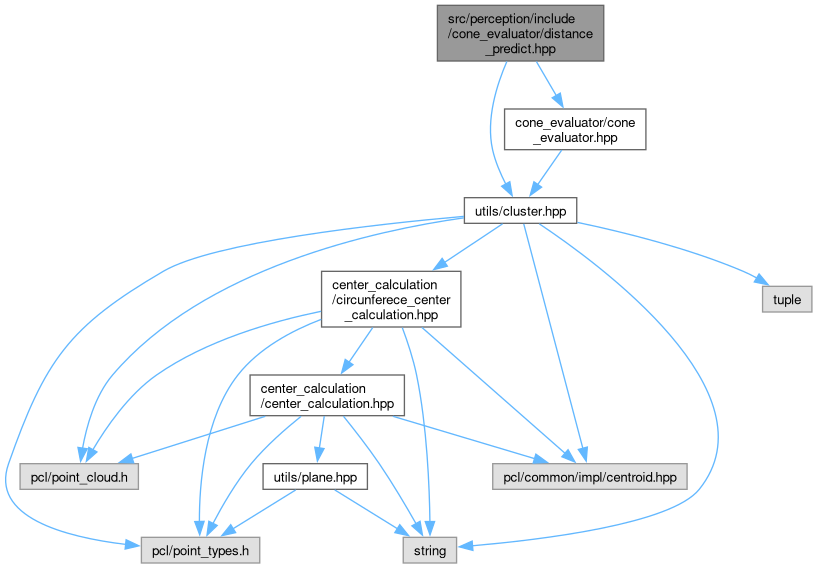 src/perception/include
/cone_evaluator/distance
_predict.hpp
cone_evaluator/cone
_evaluator.hpp
utils/cluster.hpp
center_calculation
/circunferece_center
_calculation.hpp
tuple
center_calculation
/center_calculation.hpp
pcl/point_cloud.h
utils/plane.hpp
pcl/common/impl/centroid.hpp
pcl/point_types.h
string